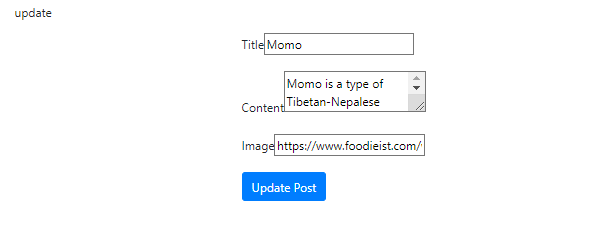 update
Title Momo
Momo is a type of
Content Tibetan-Nepalese
Image https://www.foodieist.com/
Update Post